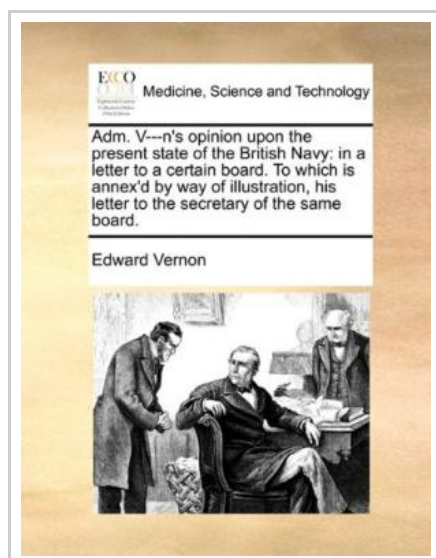 ECCO
Medicine, Science and Technology
Adm. V---n's opinion upon the
present state of the British Navy: in a
letter to a certain board. To which is
annex'd by way of illustration, his
letter to the secretary of the same
board.
Edward Vernon